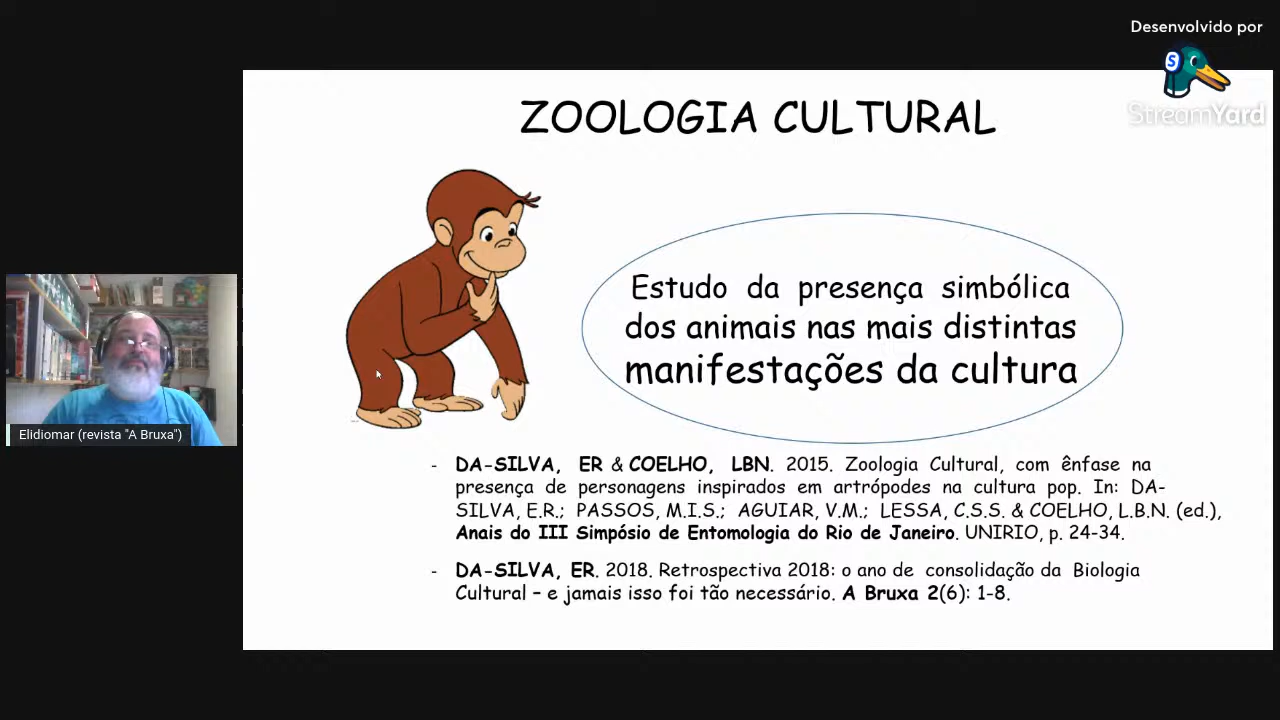 Desenvolvido por
S
StreamYard
ZOOLOGIA CULTURAL
Estudo da presença simbólica
dos animais nas mais distintas
manifestações da cultura
Elidiomar (revista "A Bruxa")
- DA-SILVA, ER & COELHO, LBN. 2015. Zoologia Cultural, com ênfase na
presença de personagens inspirados em artrópodes na cultura pop. In: DA-
SILVA, E.R.; PASSOS, M.I.S.; AGUIAR, V.M.; LESSA, C.S.S. & COELHO, L.B.N. (ed.),
Anais do III Simpósio de Entomologia do Rio de Janeiro. UNIRIO, p. 24-34.
- DA-SILVA, ER. 2018. Retrospectiva 2018: o ano de consolidação da Biologia
Cultural – e jamais isso foi tão necessário. A Bruxa 2(6): 1-8.